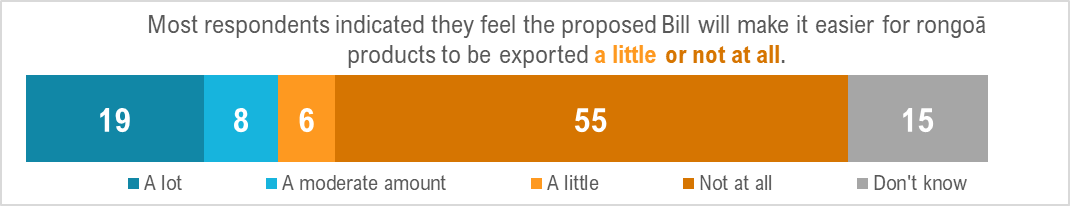 Most respondents indicated they feel the proposed Bill will make it easier for rongoā
products to be exported a little or not at all.
19 8 6 55 15
A lot A moderate amount A little Not at all Don't know